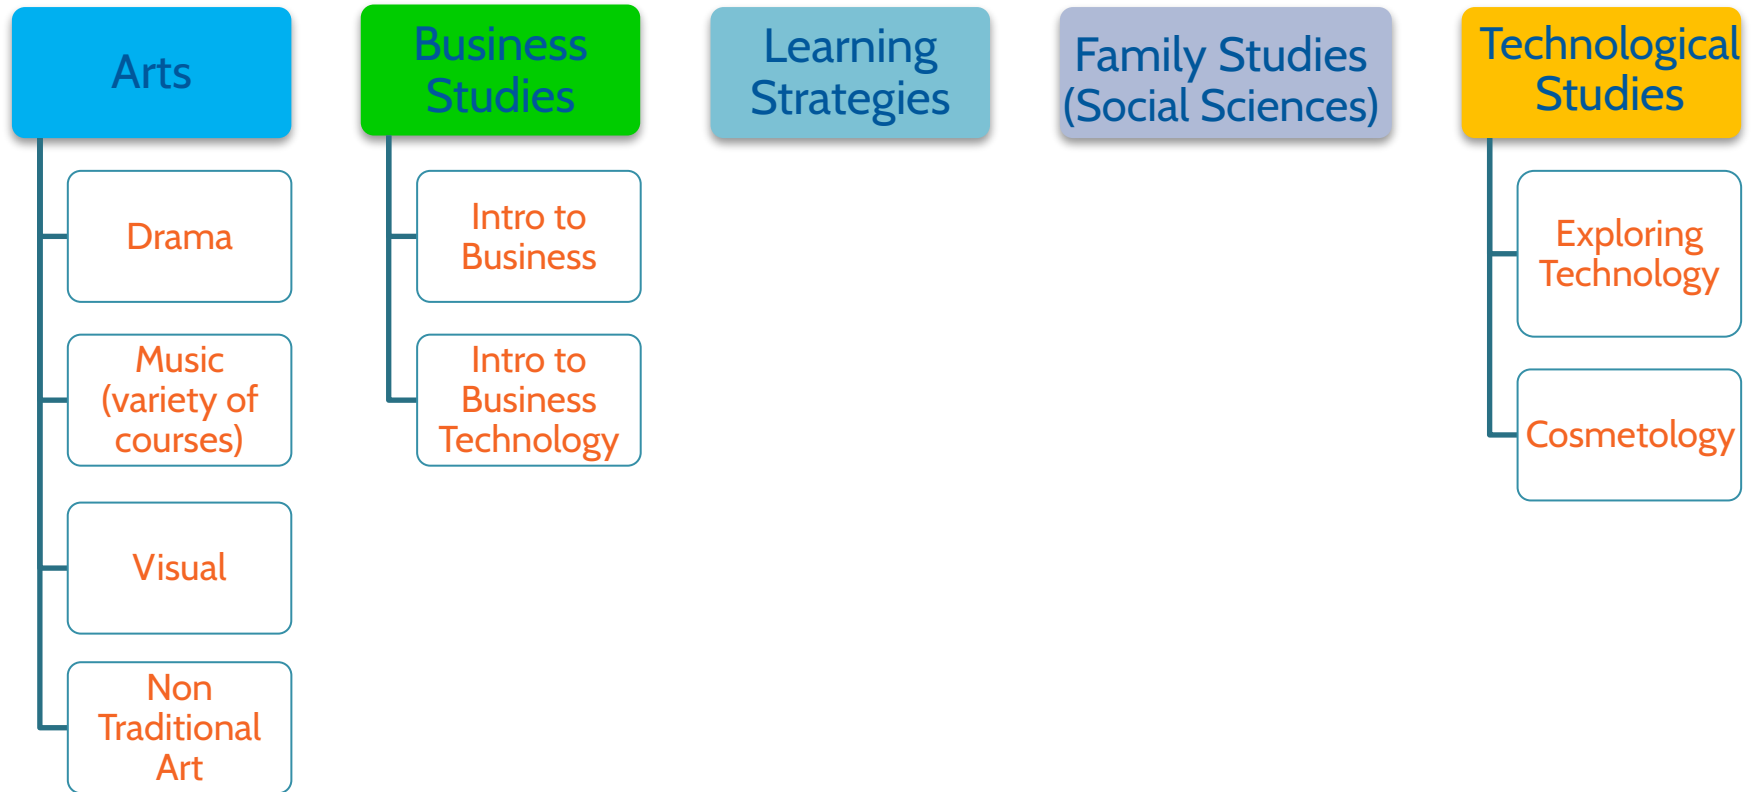 Arts
Business
Studies
Learning
Strategies
Family Studies
(Social Sciences)
Technological
Studies
Drama
Music
(variety of
courses)
Visual
Non
Traditional
Art
Intro to
Business
Intro to
Business
Technology
Exploring
Technology
Cosmetology